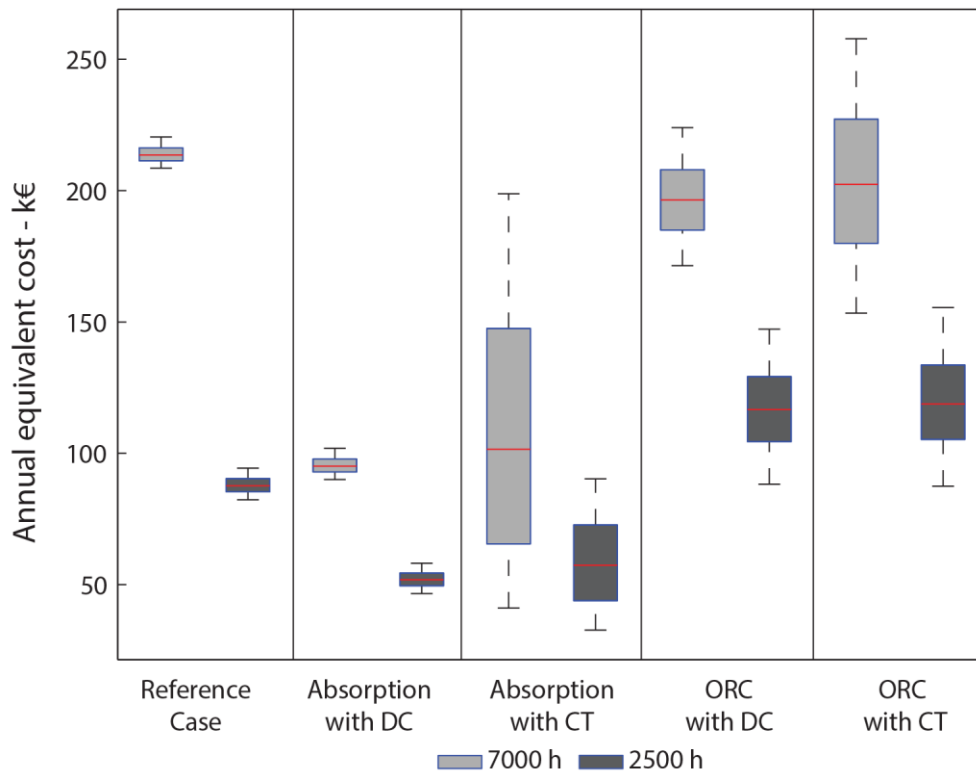 Annual equivalent cost - k€
250
200
150
100
50
Reference
Case
Absorption
with DC
Absorption
with CT
ORC
with DC
ORC
with CT
7000 h
2500 h